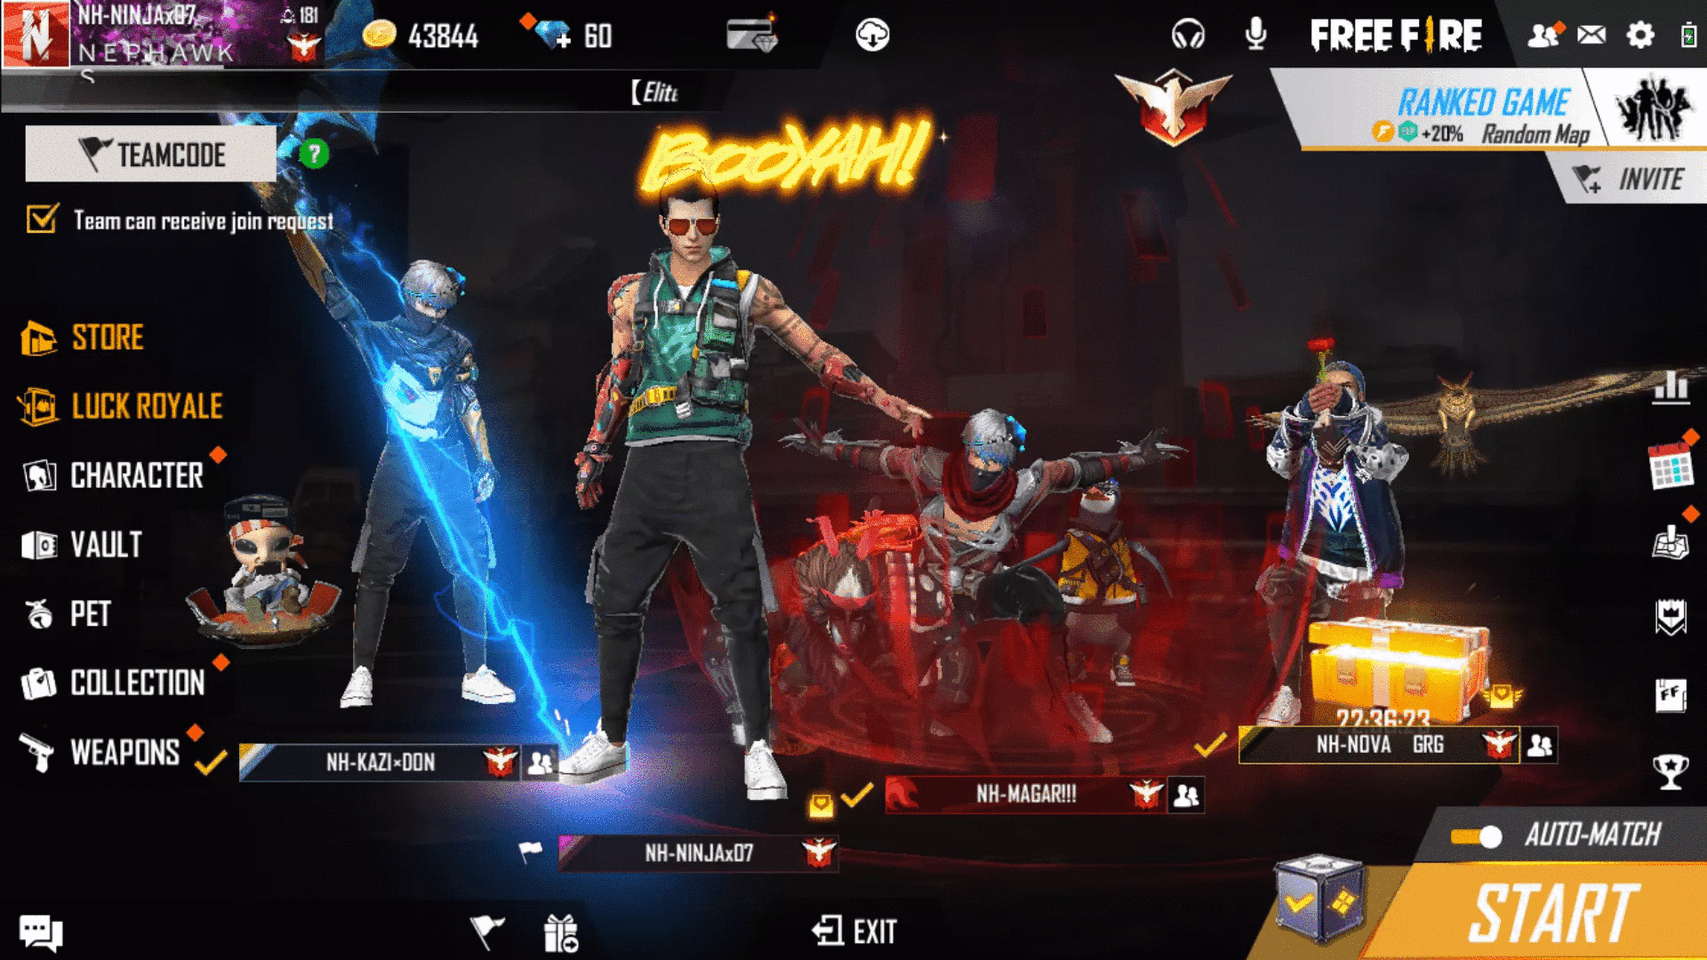 NH-NINJAx07
181
NEPHAWK
S
43844
60
FREE FIRE
【Elite
RANKED GAME
+20% Random Map
INVITE
TEAMCODE
?
Team can receive join request
BOOYAH!
STORE
LUCK ROYALE
CHARACTER
VAULT
PET
COLLECTION
WEAPONS
FF
22:36:23
NH-KAZI×DON
NH-NOVA GRG
NH-MAGAR!!!
NH-NINJAx07
AUTO-MATCH
EXIT
START